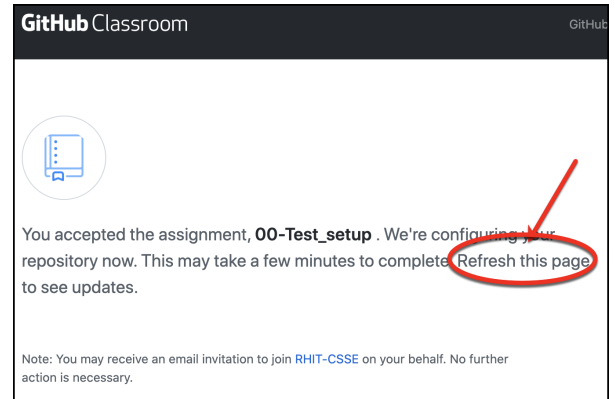 GitHub Classroom
GitHub
You accepted the assignment, 00-Test_setup . We're configuring your
repository now. This may take a few minutes to complete. Refresh this page
to see updates.
Note: You may receive an email invitation to join RHIT-CSSE on your behalf. No further
action is necessary.